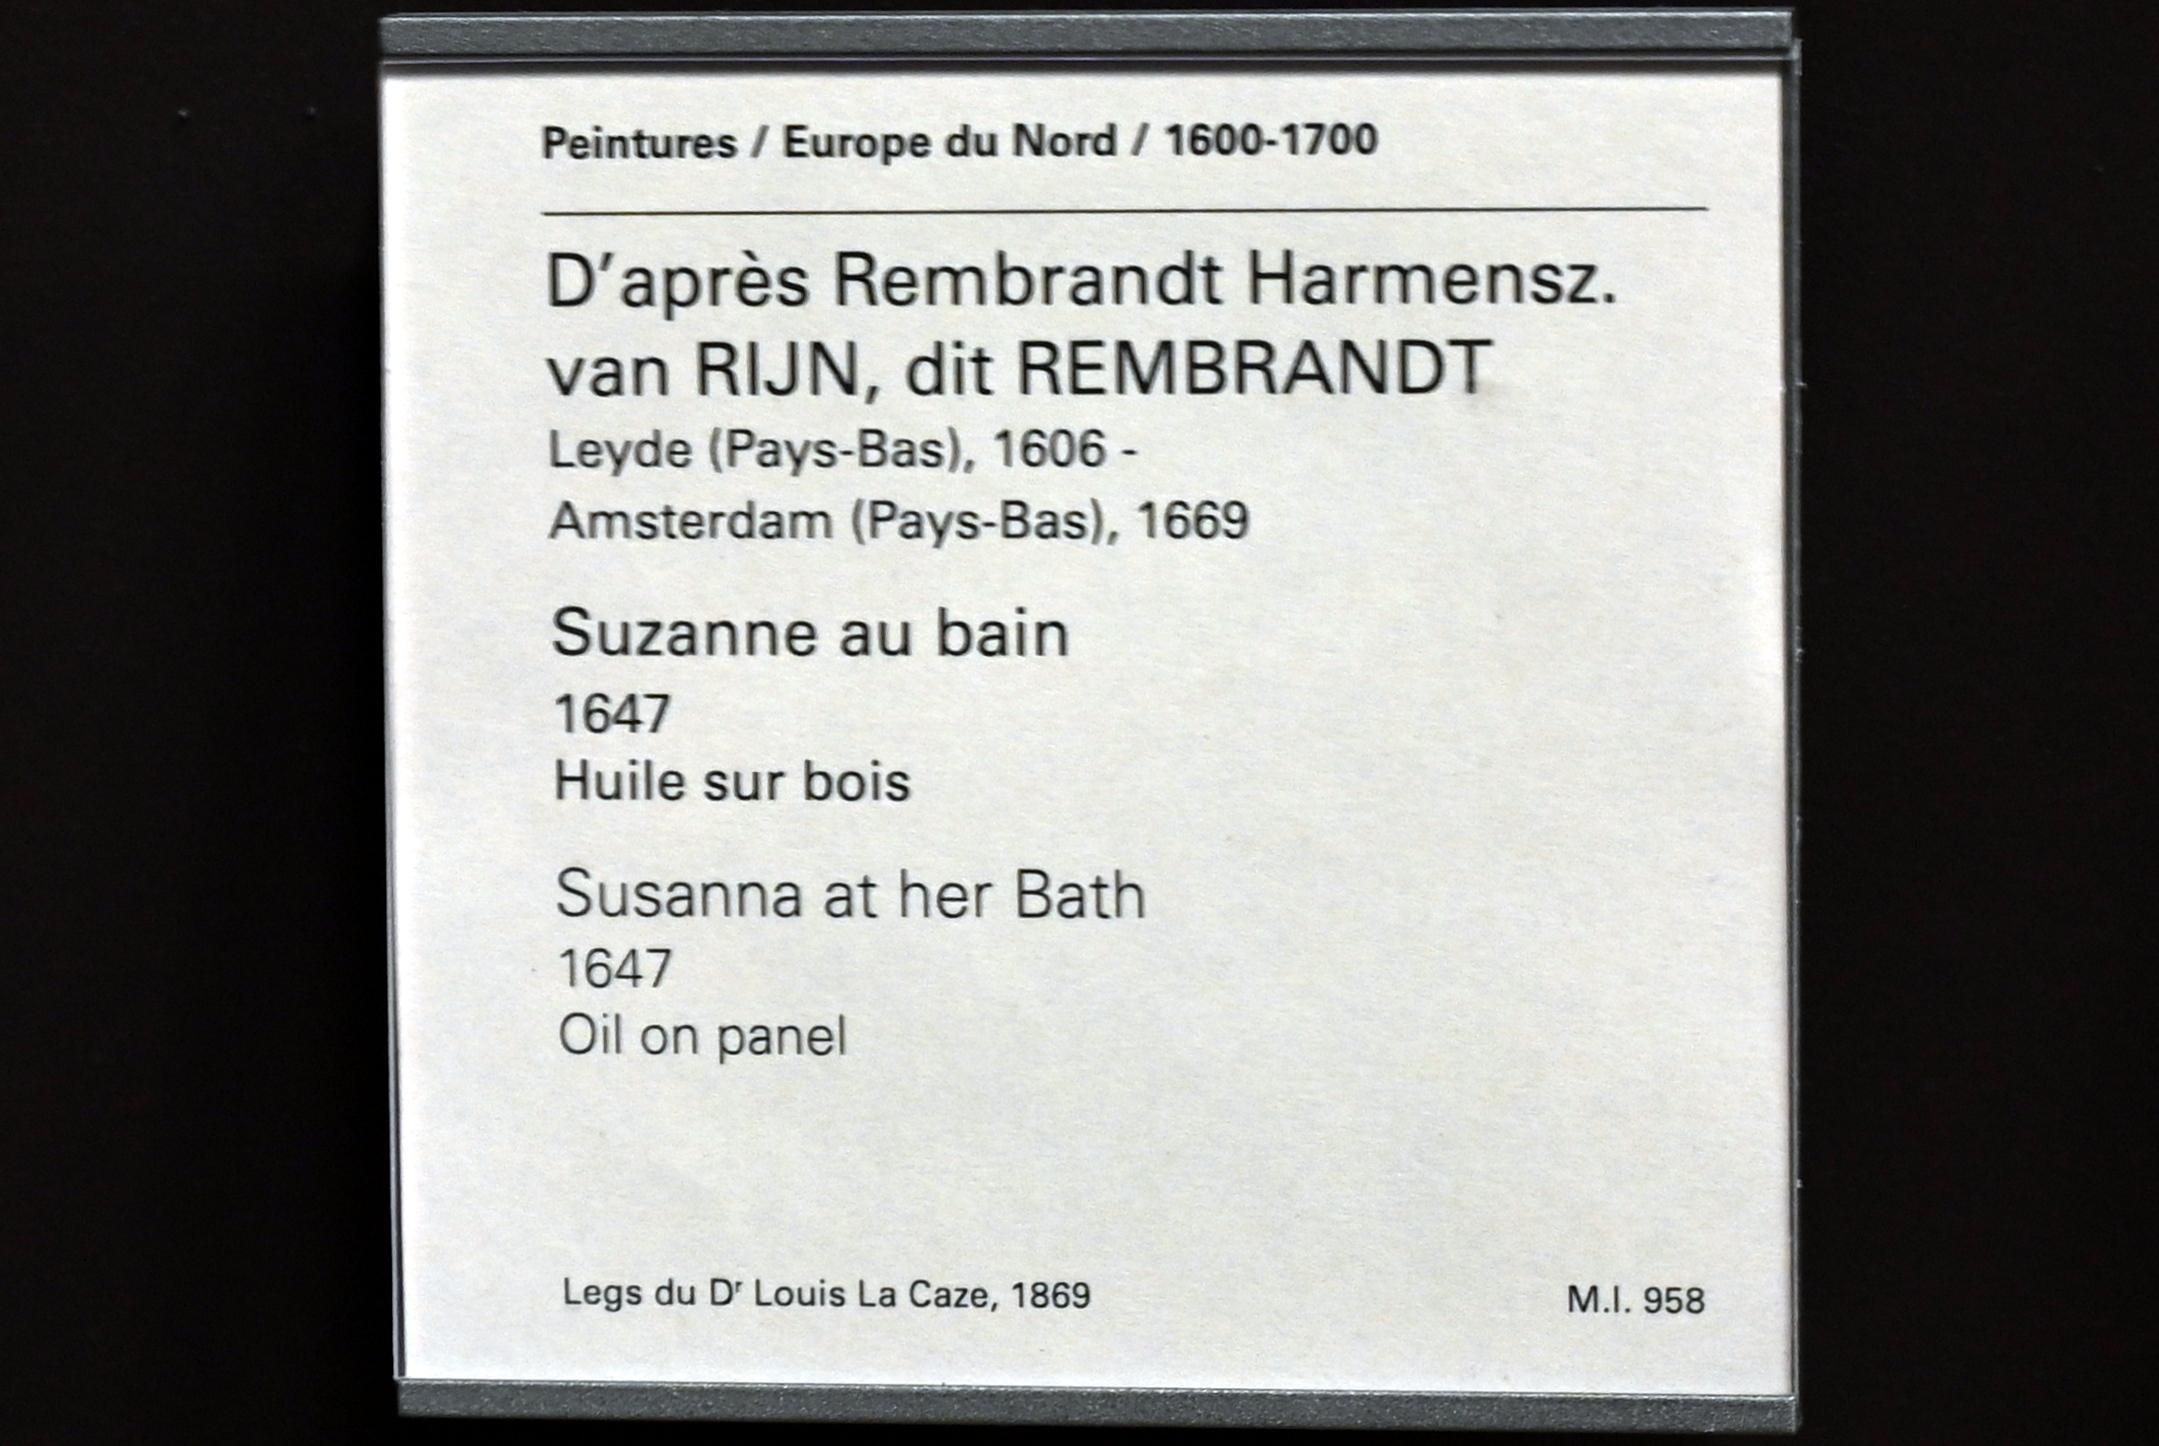 Peintures / Europe du Nord / 1600-1700
D'après Rembrandt Harmensz.
van RIJN, dit REMBRANDT
Leyde (Pays-Bas), 1606 -
Amsterdam (Pays-Bas), 1669
Suzanne au bain
1647
Huile sur bois
Susanna at her Bath
1647
Oil on panel
Legs du Dʳ Louis La Caze, 1869 M.I. 958